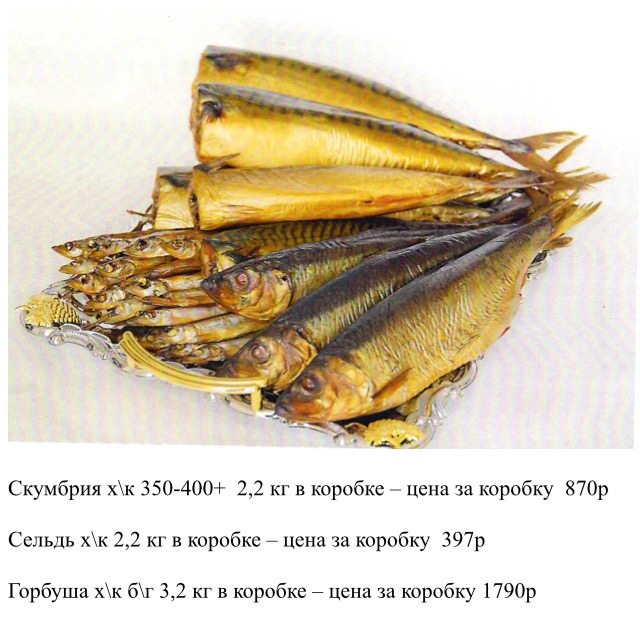 Скумбрия х\к 350-400+ 2,2 кг в коробке – цена за коробку 870р
Сельдь х\к 2,2 кг в коробке – цена за коробку 397р
Горбуша х\к б\г 3,2 кг в коробке – цена за коробку 1790р